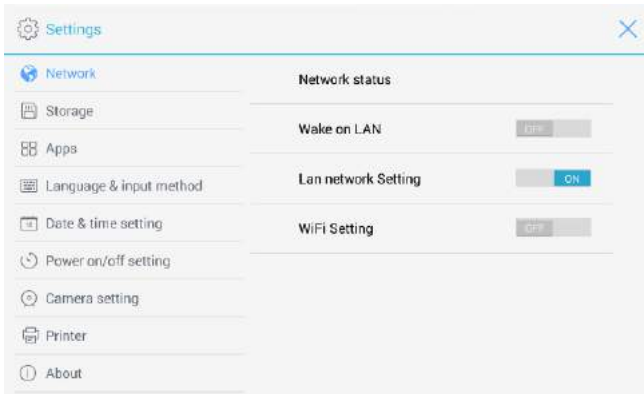 Settings
Network
Storage
Apps
Language & input method
Date & time setting
Power on/off setting
Camera setting
Printer
About
Network status
Wake on LAN
OFF
Lan network Setting
ON
WiFi Setting
OFF